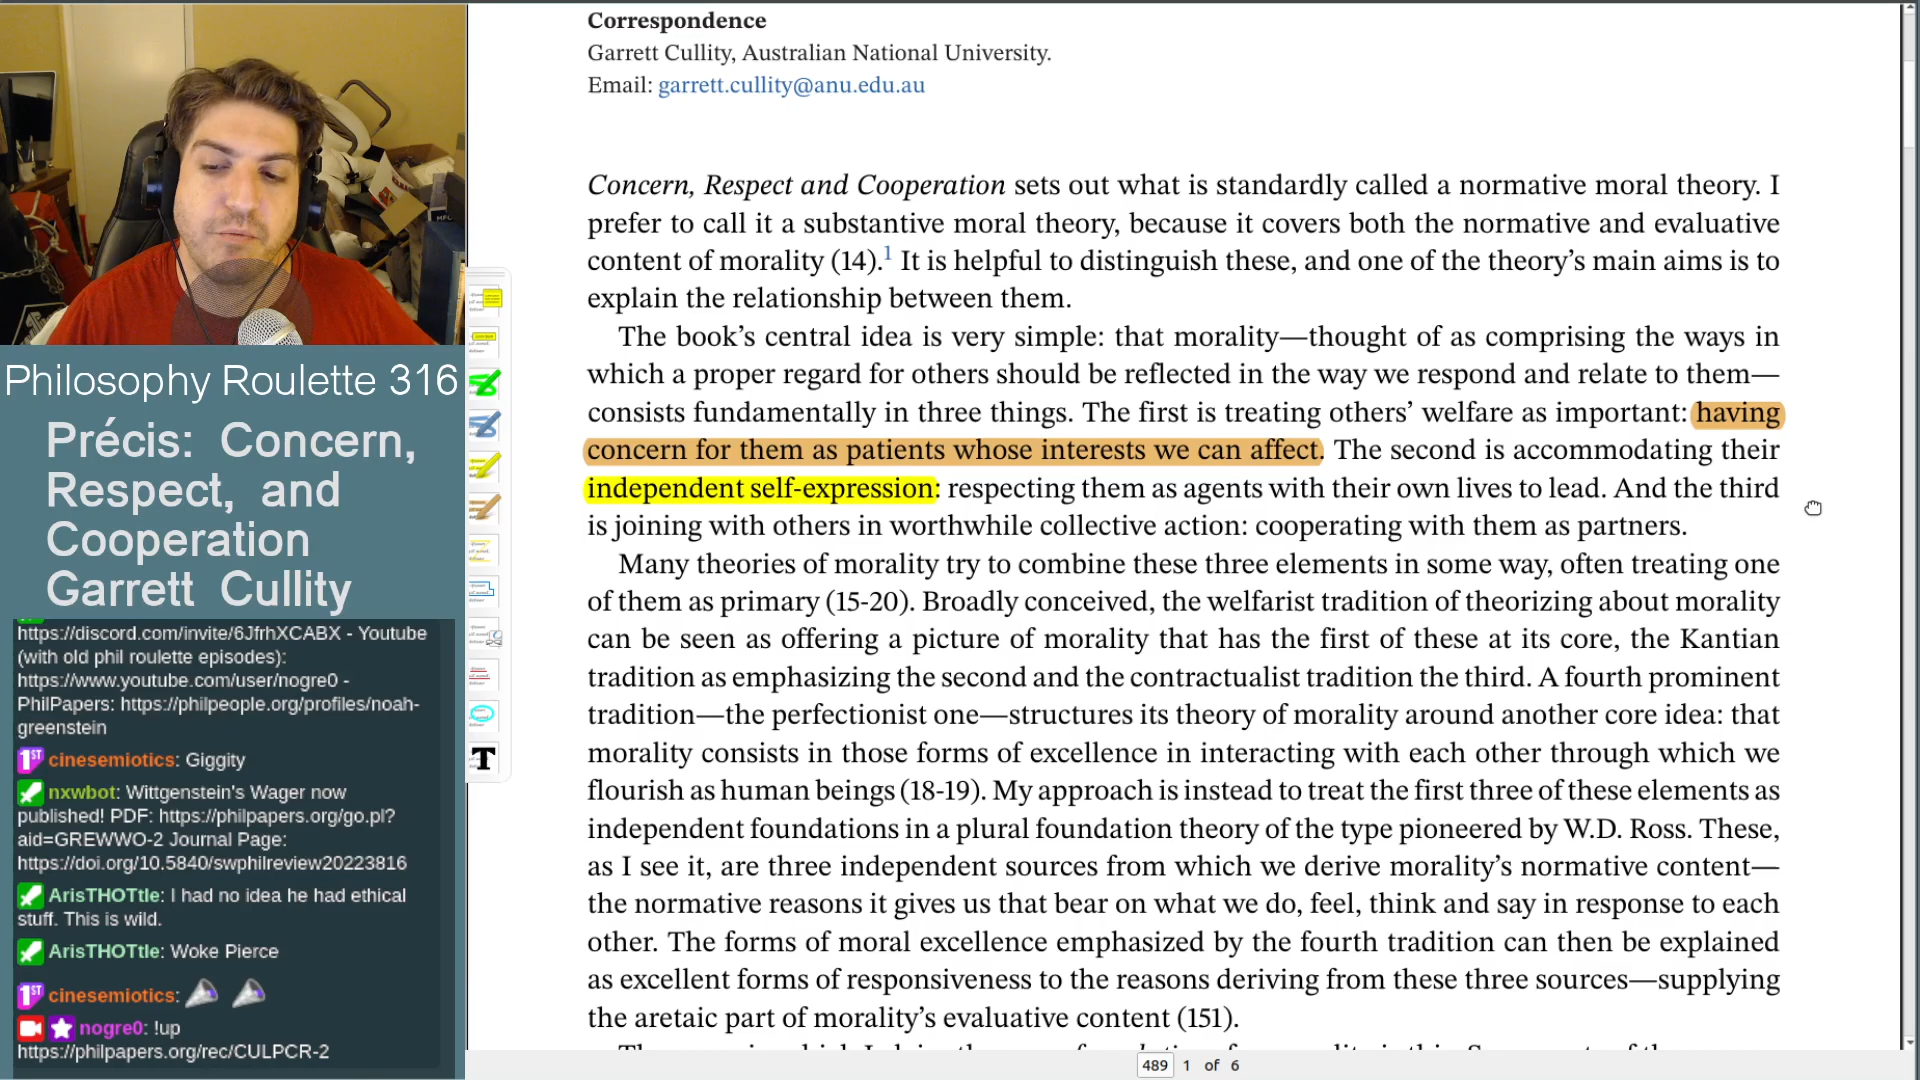 Correspondence
Garrett Cullity, Australian National University.
Email: garrett.cullity@anu.edu.au
Concern, Respect and Cooperation sets out what is standardly called a normative moral theory. I
prefer to call it a substantive moral theory, because it covers both the normative and evaluative
content of morality (14).1 It is helpful to distinguish these, and one of the theory's main aims is to
explain the relationship between them.
The book's central idea is very simple: that morality—thought of as comprising the ways in
which a proper regard for others should be reflected in the way we respond and relate to them—
consists fundamentally in three things. The first is treating others' welfare as important: having
concern for them as patients whose interests we can affect. The second is accommodating their
independent self-expression: respecting them as agents with their own lives to lead. And the third
is joining with others in worthwhile collective action: cooperating with them as partners.
Many theories of morality try to combine these three elements in some way, often treating one
of them as primary (15-20). Broadly conceived, the welfarist tradition of theorizing about morality
can be seen as offering a picture of morality that has the first of these at its core, the Kantian
tradition as emphasizing the second and the contractualist tradition the third. A fourth prominent
tradition—the perfectionist one—structures its theory of morality around another core idea: that
morality consists in those forms of excellence in interacting with each other through which we
flourish as human beings (18-19). My approach is instead to treat the first three of these elements as
independent foundations in a plural foundation theory of the type pioneered by W.D. Ross. These,
as I see it, are three independent sources from which we derive morality's normative content—
the normative reasons it gives us that bear on what we do, feel, think and say in response to each
other. The forms of moral excellence emphasized by the fourth tradition can then be explained
as excellent forms of responsiveness to the reasons deriving from these three sources—supplying
the aretaic part of morality's evaluative content (151).
489 1 of 6
T
Philosophy Roulette 316
Précis: Concern,
Respect, and
Cooperation
Garrett Cullity
https://discord.com/invite/6JfrhXCABX - Youtube
(with old phil roulette episodes):
https://www.youtube.com/user/nogre0 -
PhilPapers: https://philpeople.org/profiles/noah-
greenstein
1ST cinesemiotics: Giggity
nxwbot: Wittgenstein's Wager now
published! PDF: https://philpapers.org/go.pl?
aid=GREWWO-2 Journal Page:
https://doi.org/10.5840/swphilreview20223816
ArisTHOTtle: I had no idea he had ethical
stuff. This is wild.
ArisTHOTtle: Woke Pierce
1ST cinesemiotics:
nogre0: !up
https://philpapers.org/rec/CULPCR-2